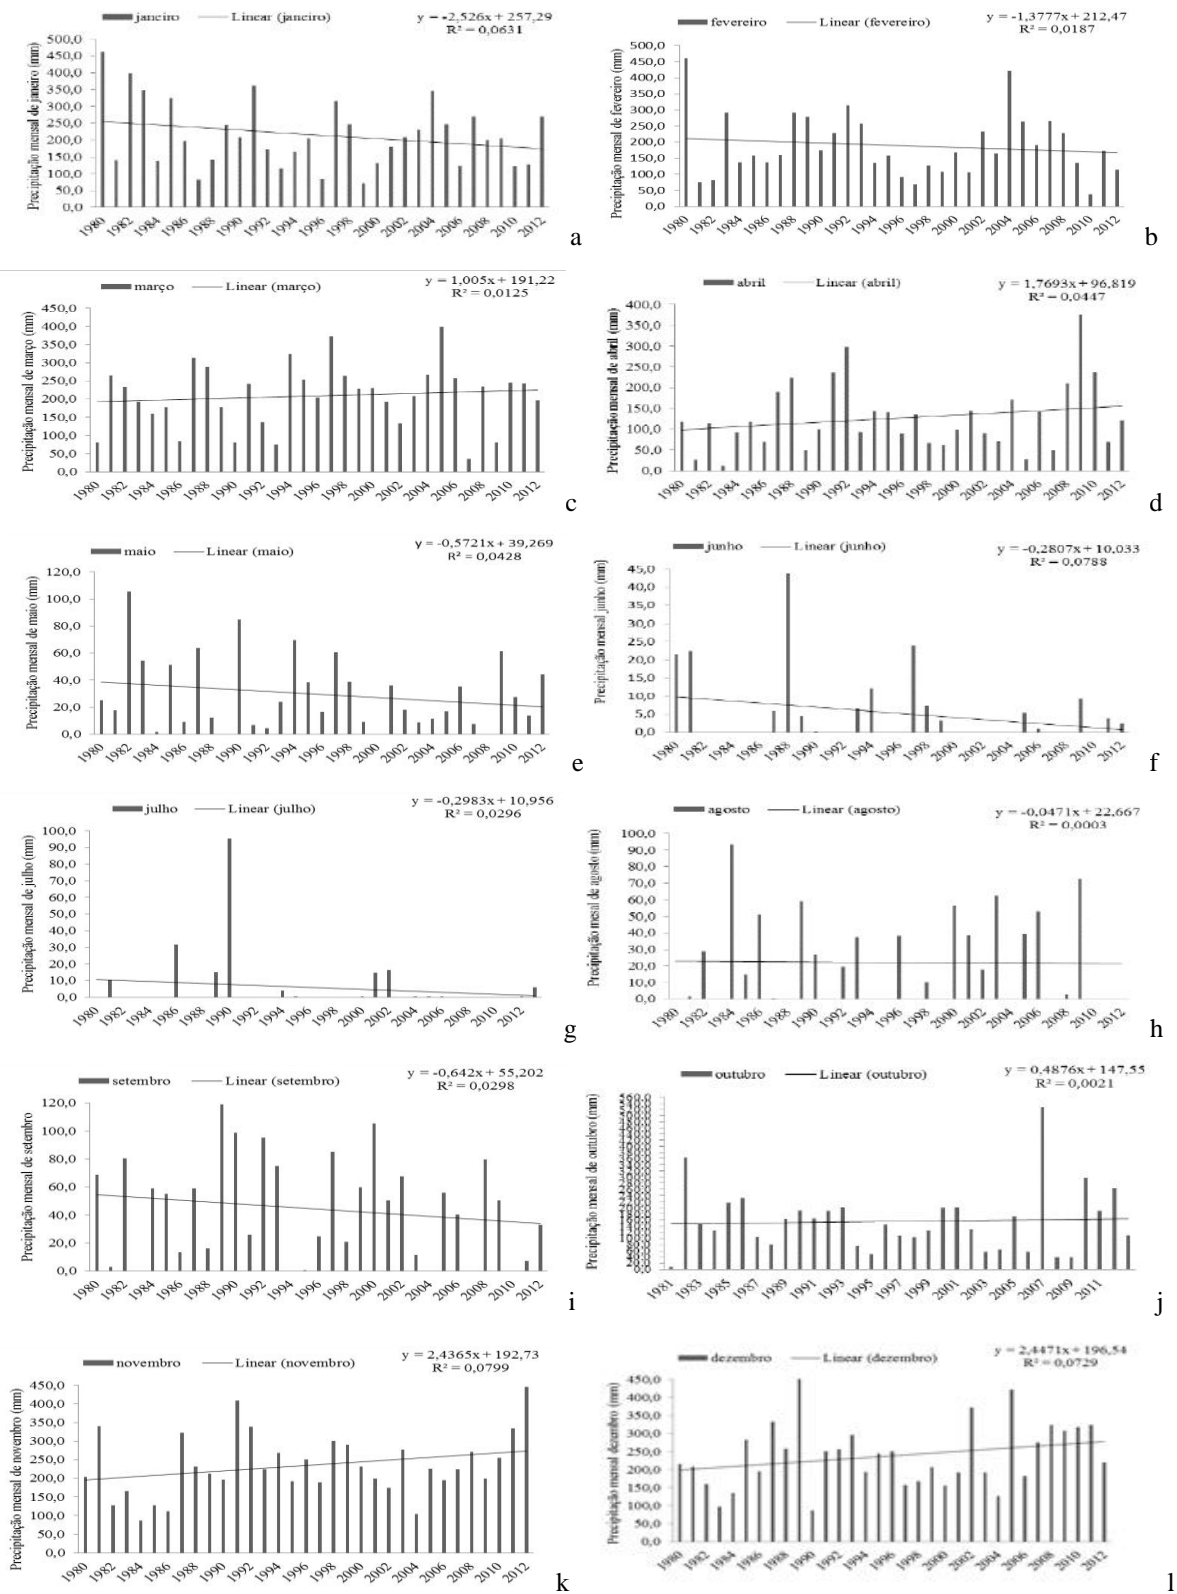 janeiro Linear (janeiro) y = -2,526x + 257,29
R² = 0,0631
Precipitação mensal de janeiro (mm)
500,0
450,0
400,0
350,0
300,0
250,0
200,0
150,0
100,0
50,0
0,0
1980 1982 1984 1986 1988 1990 1992 1994 1996 1998 2000 2002 2004 2006 2008 2010 2012
a
fevereiro Linear (fevereiro) y = -1,3777x + 212,47
R² = 0,0187
Precipitação mensal de fevereiro (mm)
500,0
450,0
400,0
350,0
300,0
250,0
200,0
150,0
100,0
50,0
0,0
1980 1982 1984 1986 1988 1990 1992 1994 1996 1998 2000 2002 2004 2006 2008 2010 2012
b
março Linear (março) y = 1,005x + 191,22
R² = 0,0125
Precipitação mensal de março (mm)
450,0
400,0
350,0
300,0
250,0
200,0
150,0
100,0
50,0
0,0
1980 1982 1984 1986 1988 1990 1992 1994 1996 1998 2000 2002 2004 2006 2008 2010 2012
c
abril Linear (abril) y = 1,7693x + 96,819
R² = 0,0447
Precipitação mensal de abril (mm)
400,0
350,0
300,0
250,0
200,0
150,0
100,0
50,0
0,0
1980 1982 1984 1986 1988 1990 1992 1994 1996 1998 2000 2002 2004 2006 2008 2010 2012
d
maio Linear (maio) y = -0,5721x + 39,269
R² = 0,0428
Precipitação mensal de maio (mm)
120,0
100,0
80,0
60,0
40,0
20,0
0,0
1980 1982 1984 1986 1988 1990 1992 1994 1996 1998 2000 2002 2004 2006 2008 2010 2012
e
junho Linear (junho) y = -0,2807x + 10,033
R² = 0,0788
Precipitação mensal junho (mm)
45,0
40,0
35,0
30,0
25,0
20,0
15,0
10,0
5,0
0,0
1980 1982 1984 1986 1988 1990 1992 1994 1996 1998 2000 2002 2004 2006 2008 2010 2012
f
julho Linear (julho) y = -0,2983x + 10,956
R² = 0,0296
Precipitação mensal de julho (mm)
100,0
90,0
80,0
70,0
60,0
50,0
40,0
30,0
20,0
10,0
0,0
1980 1982 1984 1986 1988 1990 1992 1994 1996 1998 2000 2002 2004 2006 2008 2010 2012
g
agosto Linear (agosto) y = -0,0471x + 22,667
R² = 0,0003
Precipitação mesal de agosto (mm)
100,0
90,0
80,0
70,0
60,0
50,0
40,0
30,0
20,0
10,0
0,0
1980 1982 1984 1986 1988 1990 1992 1994 1996 1998 2000 2002 2004 2006 2008 2010 2012
h
setembro Linear (setembro) y = -0,642x + 55,202
R² = 0,0298
Precipitação mensal de setembro
120,0
100,0
80,0
60,0
40,0
20,0
0,0
1980 1982 1984 1986 1988 1990 1992 1994 1996 1998 2000 2002 2004 2006 2008 2010 2012
i
outubro Linear (outubro) y = 0,4876x + 147,55
R² = 0,0021
Precipitação mensal de outubro (mm)
1981 1983 1985 1987 1989 1991 1993 1995 1997 1999 2001 2003 2005 2007 2009 2011
j
novembro Linear (novembro) y = 2,4365x + 192,73
R² = 0,0799
Precipitação mensal de novembro (mm)
450,0
400,0
350,0
300,0
250,0
200,0
150,0
100,0
50,0
0,0
1980 1982 1984 1986 1988 1990 1992 1994 1996 1998 2000 2002 2004 2006 2008 2010 2012
k
dezembro Linear (dezembro) y = 2,4471x + 196,54
R² = 0,0729
Precipitação mensal dezembro (mm)
450,0
400,0
350,0
300,0
250,0
200,0
150,0
100,0
50,0
0,0
1980 1982 1984 1986 1988 1990 1992 1994 1996 1998 2000 2002 2004 2006 2008 2010 2012
l